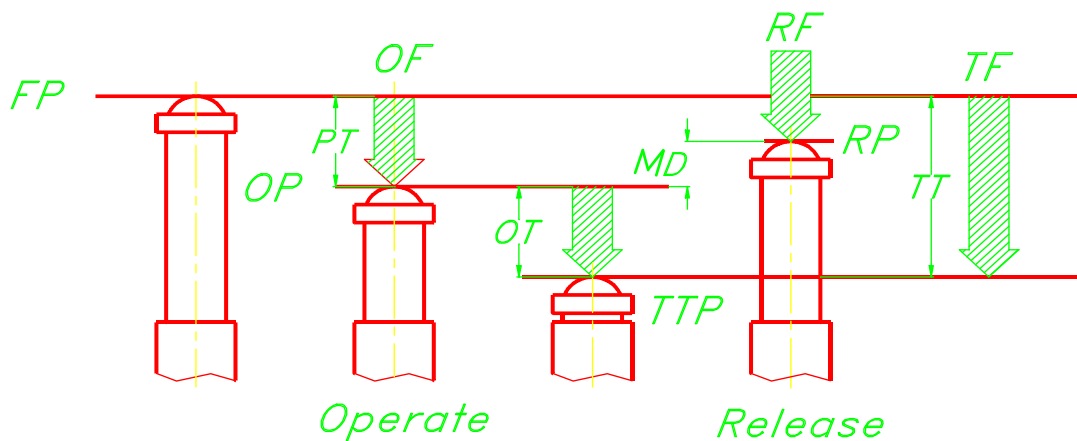 RF
OF
TF
FP
PT
MD
RP
OP
TT
OT
TTP
Operate
Release